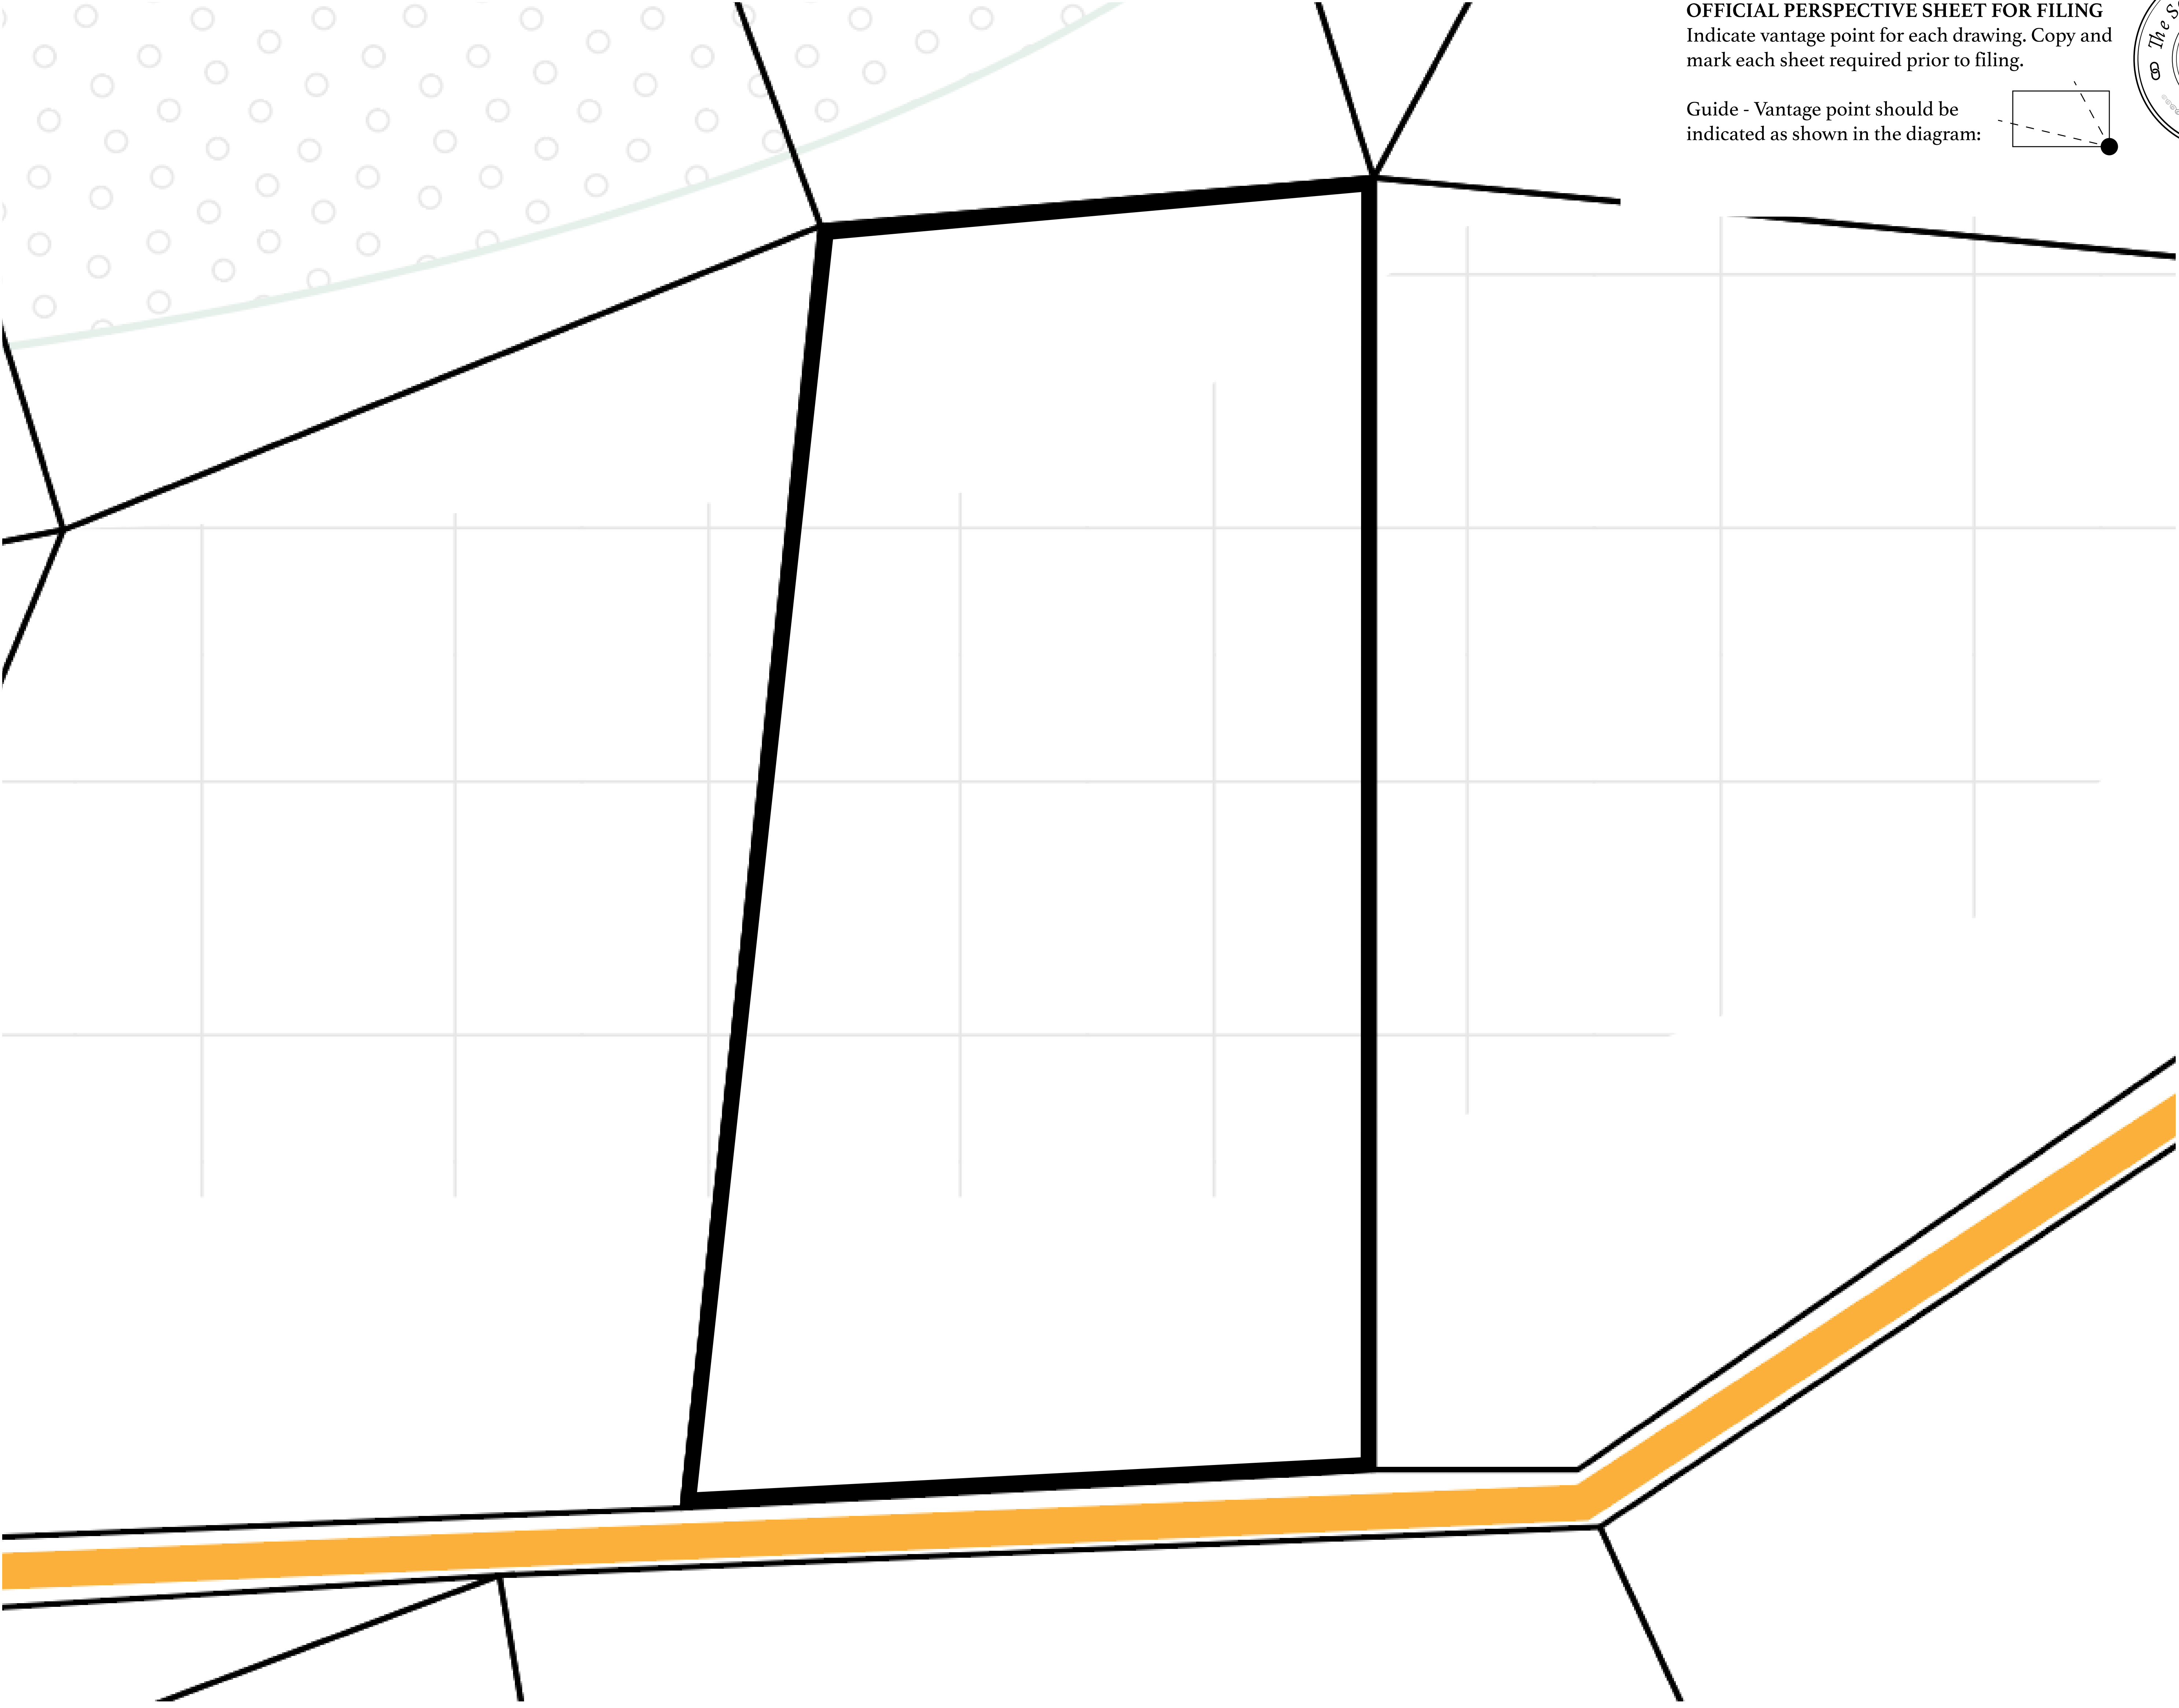 OFFICIAL PERSPECTIVE SHEET FOR FILING
Indicate vantage point for each drawing. Copy and
mark each sheet required prior to filing.
Guide - Vantage point should be
indicated as shown in the diagram:
The